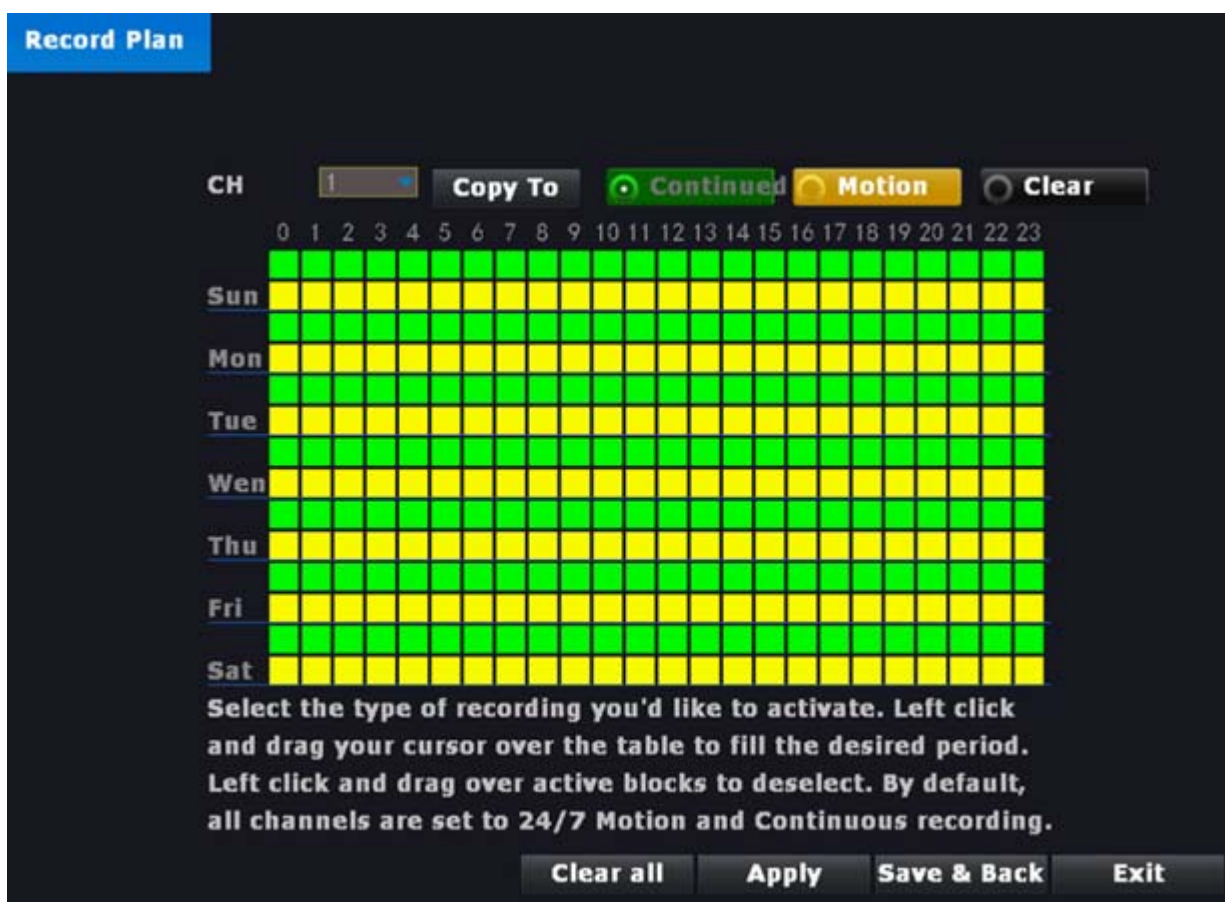 Record Plan
CH 1 Copy To Continued Motion Clear
0 1 2 3 4 5 6 7 8 9 10 11 12 13 14 15 16 17 18 19 20 21 22 23
Sun
Mon
Tue
Wen
Thu
Fri
Sat
Select the type of recording you'd like to activate. Left click
and drag your cursor over the table to fill the desired period.
Left click and drag over active blocks to deselect. By default,
all channels are set to 24/7 Motion and Continuous recording.
Clear all Apply Save & Back Exit